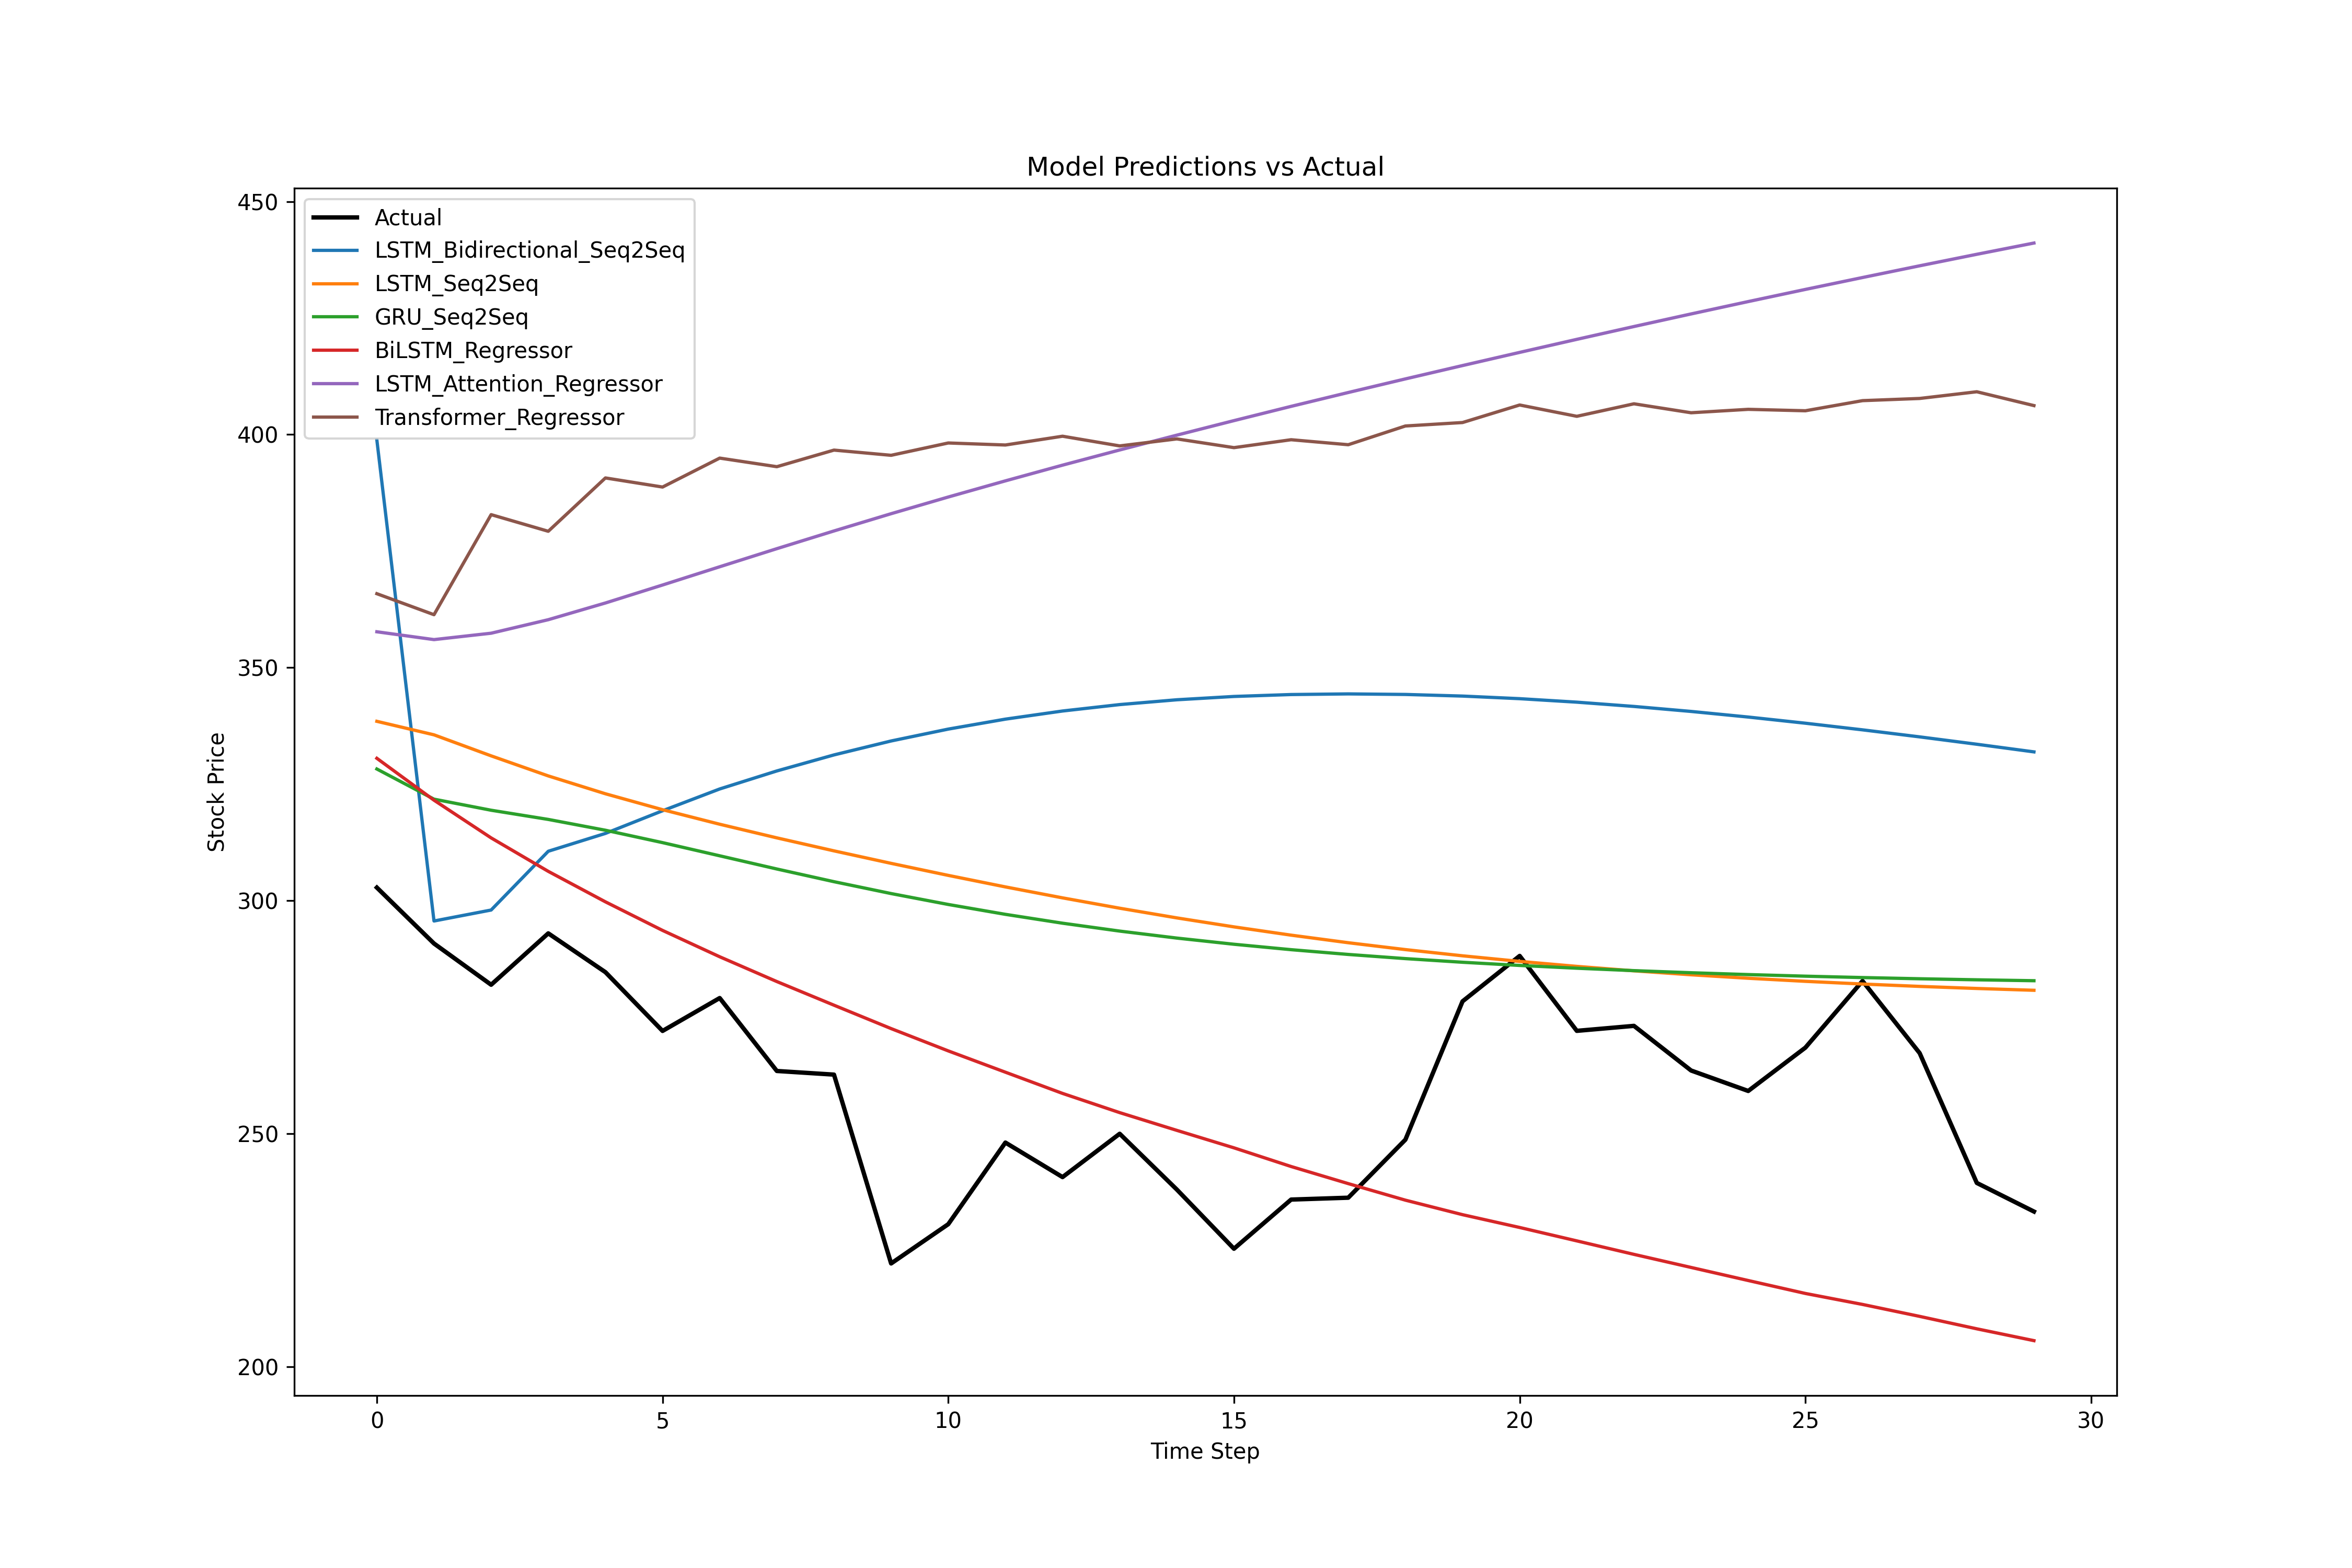 Model Predictions vs Actual
450
400
350
300
250
200
Stock Price
Actual
LSTM_Bidirectional_Seq2Seq
LSTM_Seq2Seq
GRU_Seq2Seq
BiLSTM_Regressor
LSTM_Attention_Regressor
Transformer_Regressor
0 5 10 15 20 25 30
Time Step